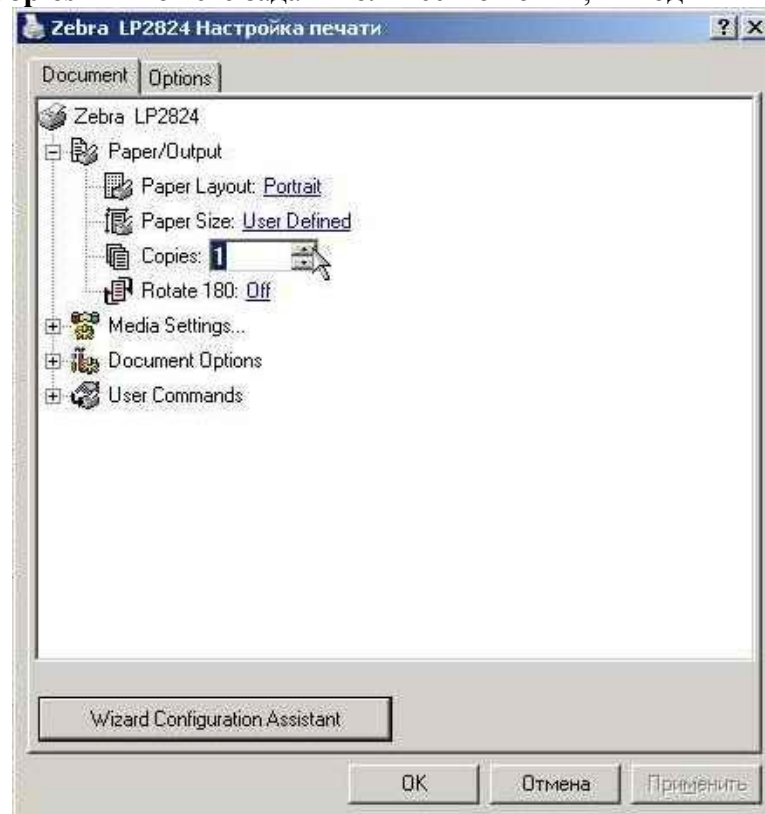 Zebra LP2824 Настройка печати
Document Options
Zebra LP2824
Paper/Output
Paper Layout: Portrait
Paper Size: User Defined
Copies: 1
Rotate 180: Off
Media Settings...
Document Options
User Commands
Wizard Configuration Assistant
OK Отмена Применить